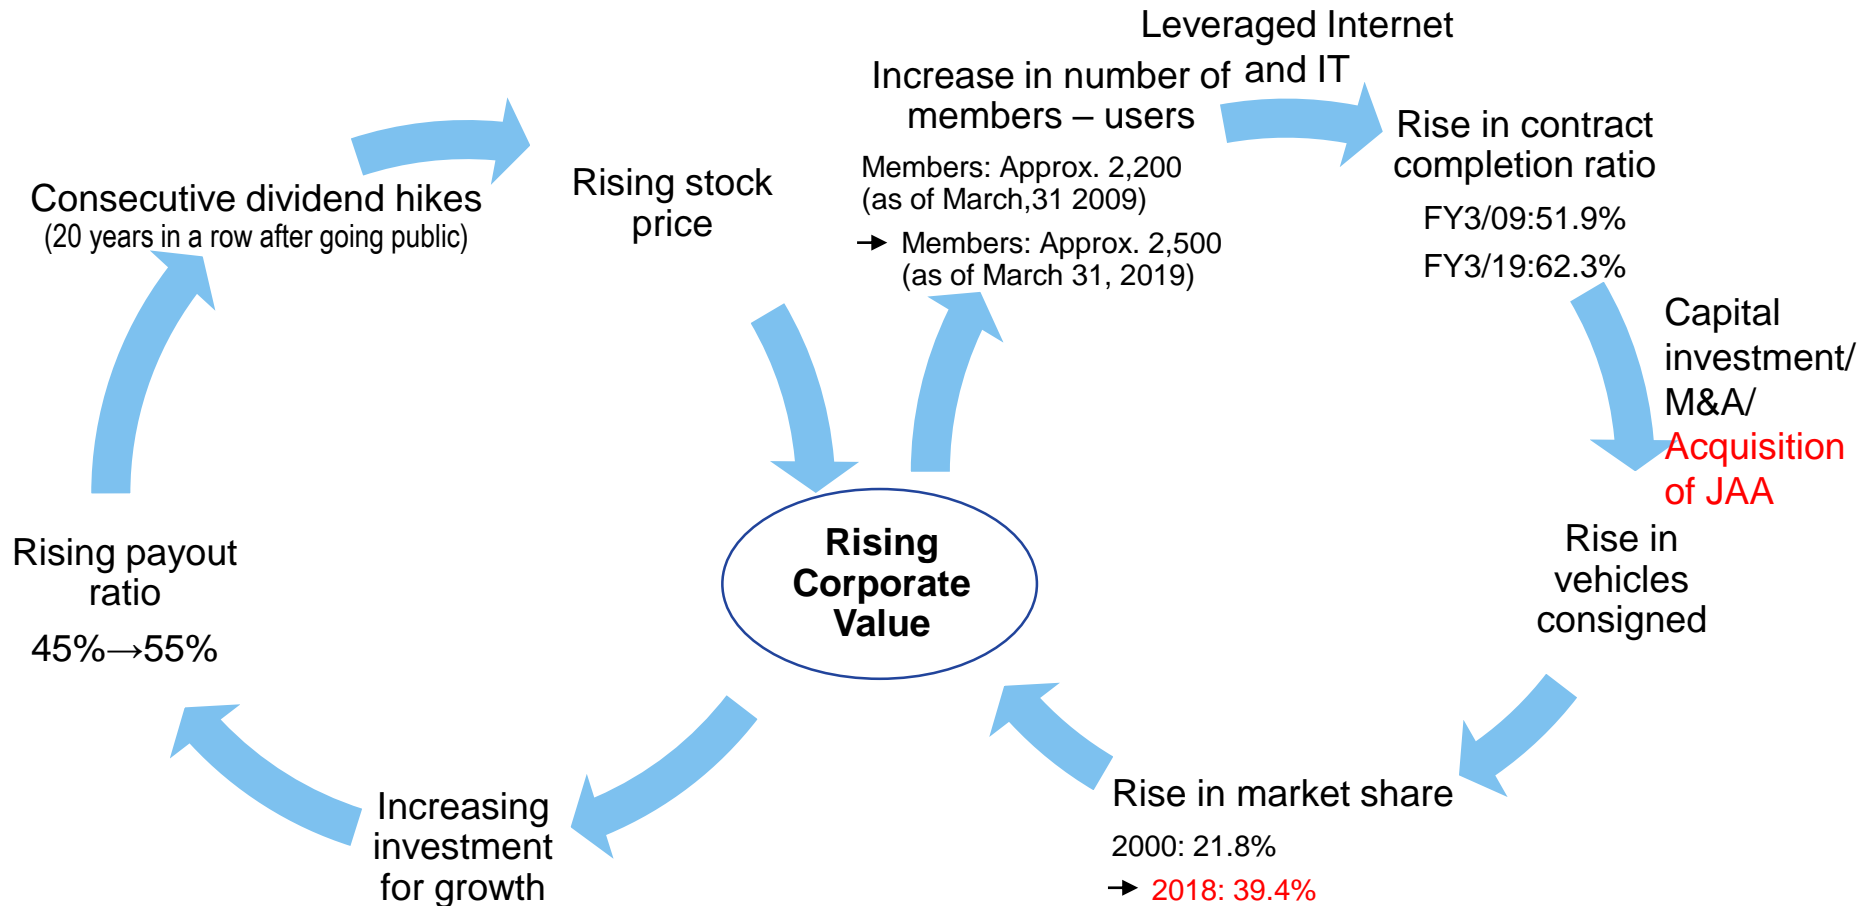 Leveraged Internet
and IT
Increase in number of
members – users
Members: Approx. 2,200
(as of March,31 2009)
→ Members: Approx. 2,500
(as of March 31, 2019)
Rise in contract
completion ratio
FY3/09:51.9%
FY3/19:62.3%
Capital
investment/
M&A/
Acquisition
of JAA
Rise in
vehicles
consigned
Rise in market share
2000: 21.8%
→ 2018: 39.4%
Rising
Corporate
Value
Increasing
investment
for growth
Rising payout
ratio
45%→55%
Consecutive dividend hikes
(20 years in a row after going public)
Rising stock
price